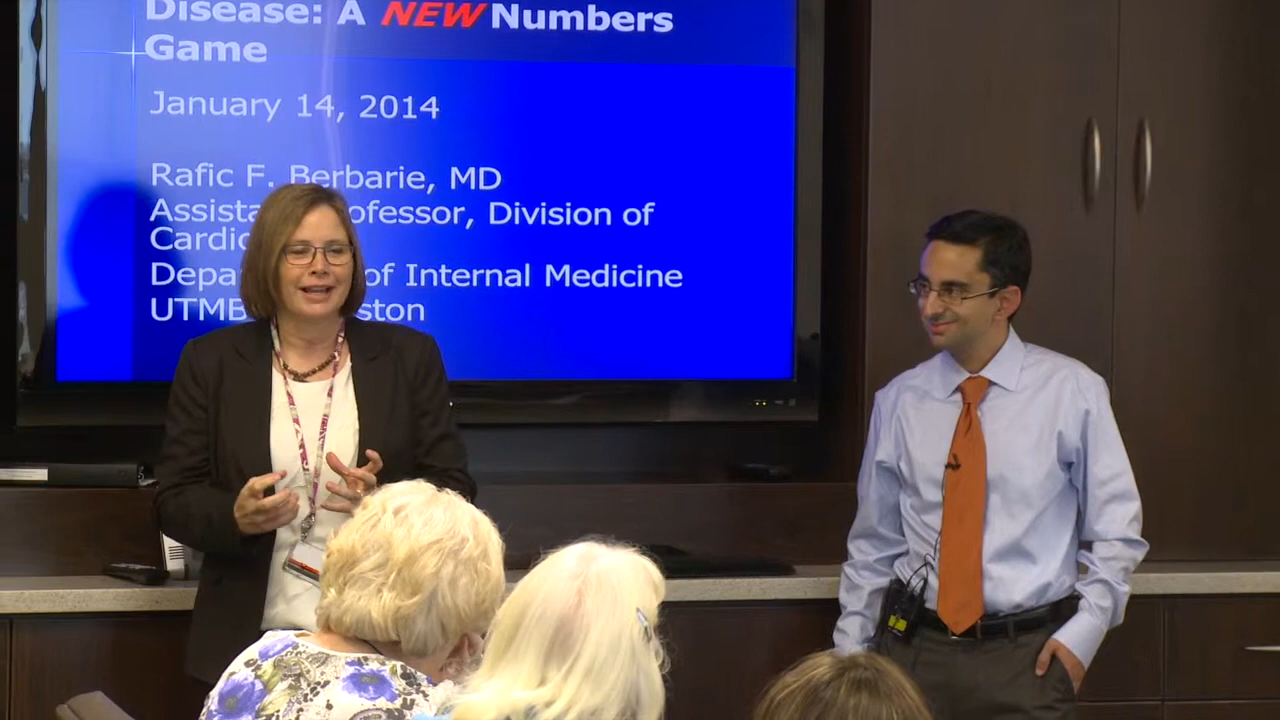 Disease: A NEW Numbers
Game
January 14, 2014
Rafic F. Berbarie, MD
Assista ofessor, Division of
Cardio
Depa of Internal Medicine
UTMB ston